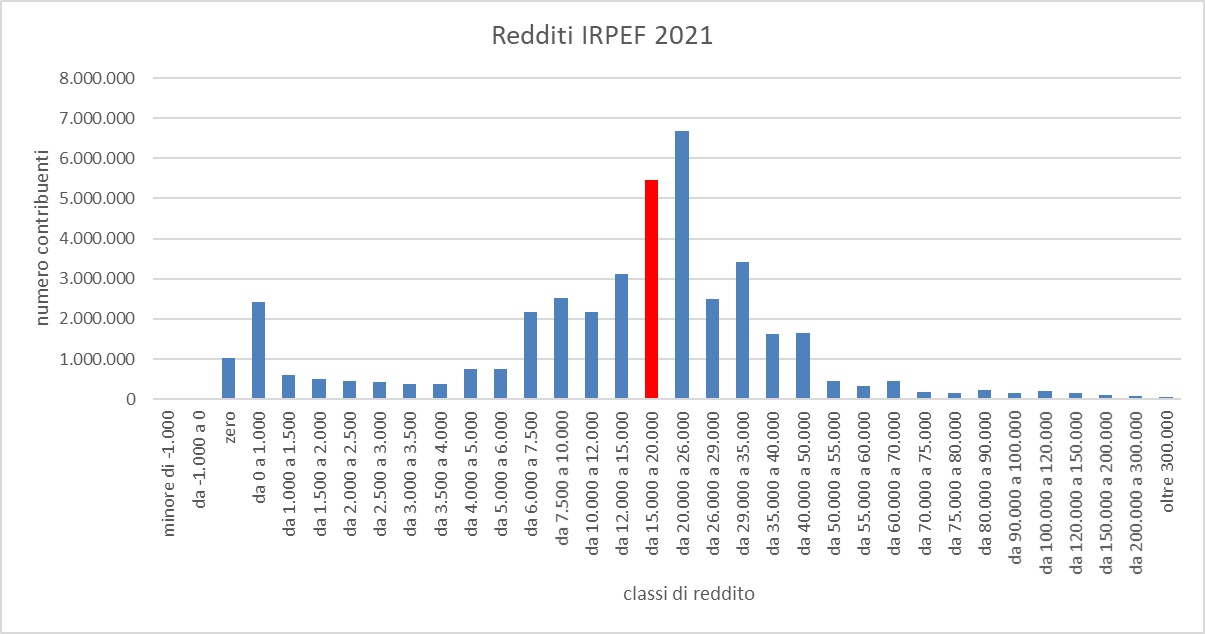 Redditi IRPEF 2021
numero contribuenti
8.000.000
7.000.000
6.000.000
5.000.000
4.000.000
3.000.000
2.000.000
1.000.000
0
minore di -1.000
da -1.000 a 0
zero
da 0 a 1.000
da 1.000 a 1.500
da 1.500 a 2.000
da 2.000 a 2.500
da 2.500 a 3.000
da 3.000 a 3.500
da 3.500 a 4.000
da 4.000 a 5.000
da 5.000 a 6.000
da 6.000 a 7.500
da 7.500 a 10.000
da 10.000 a 12.000
da 12.000 a 15.000
da 15.000 a 20.000
da 20.000 a 26.000
da 26.000 a 29.000
da 29.000 a 35.000
da 35.000 a 40.000
da 40.000 a 50.000
da 50.000 a 55.000
da 55.000 a 60.000
da 60.000 a 70.000
da 70.000 a 75.000
da 75.000 a 80.000
da 80.000 a 90.000
da 90.000 a 100.000
da 100.000 a 120.000
da 120.000 a 150.000
da 150.000 a 200.000
da 200.000 a 300.000
oltre 300.000
classi di reddito